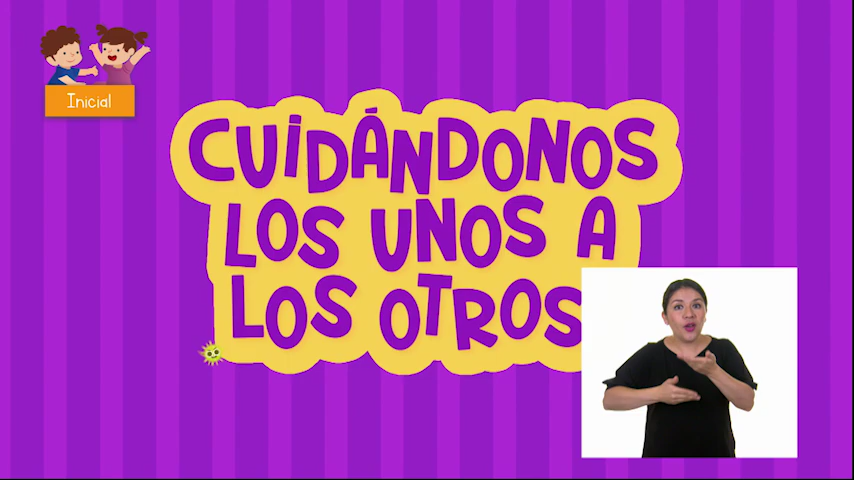 Inicial
CUIDÁNDONOS
LOS UNOS A
LOS OTROS